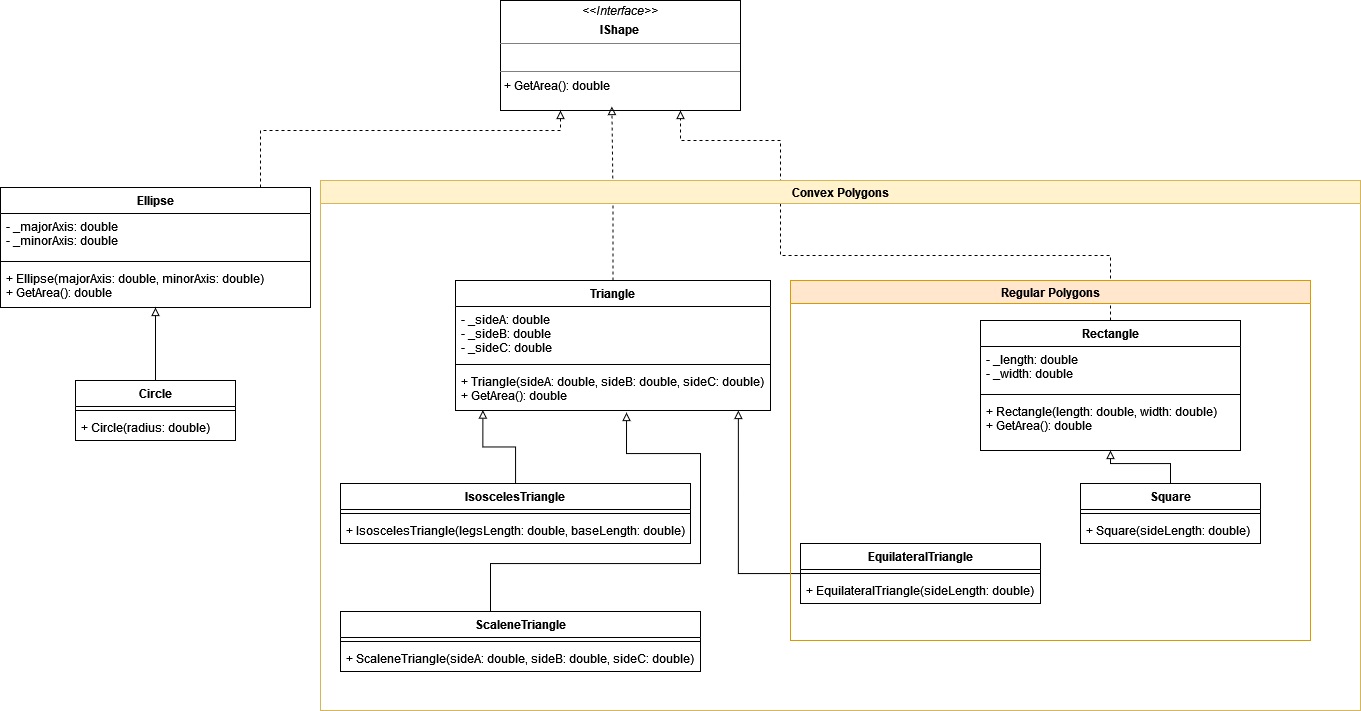 <<Interface>>
IShape
+ GetArea(): double
Ellipse
- _majorAxis: double
- _minorAxis: double
+ Ellipse(majorAxis: double, minorAxis: double)
+ GetArea(): double
Circle
+ Circle(radius: double)
Convex Polygons
Triangle
- _sideA: double
- _sideB: double
- _sideC: double
+ Triangle(sideA: double, sideB: double, sideC: double)
+ GetArea(): double
IsoscelesTriangle
+ IsoscelesTriangle(legsLength: double, baseLength: double)
ScaleneTriangle
+ ScaleneTriangle(sideA: double, sideB: double, sideC: double)
Regular Polygons
Rectangle
- _length: double
- _width: double
+ Rectangle(length: double, width: double)
+ GetArea(): double
Square
+ Square(sideLength: double)
EquilateralTriangle
+ EquilateralTriangle(sideLength: double)